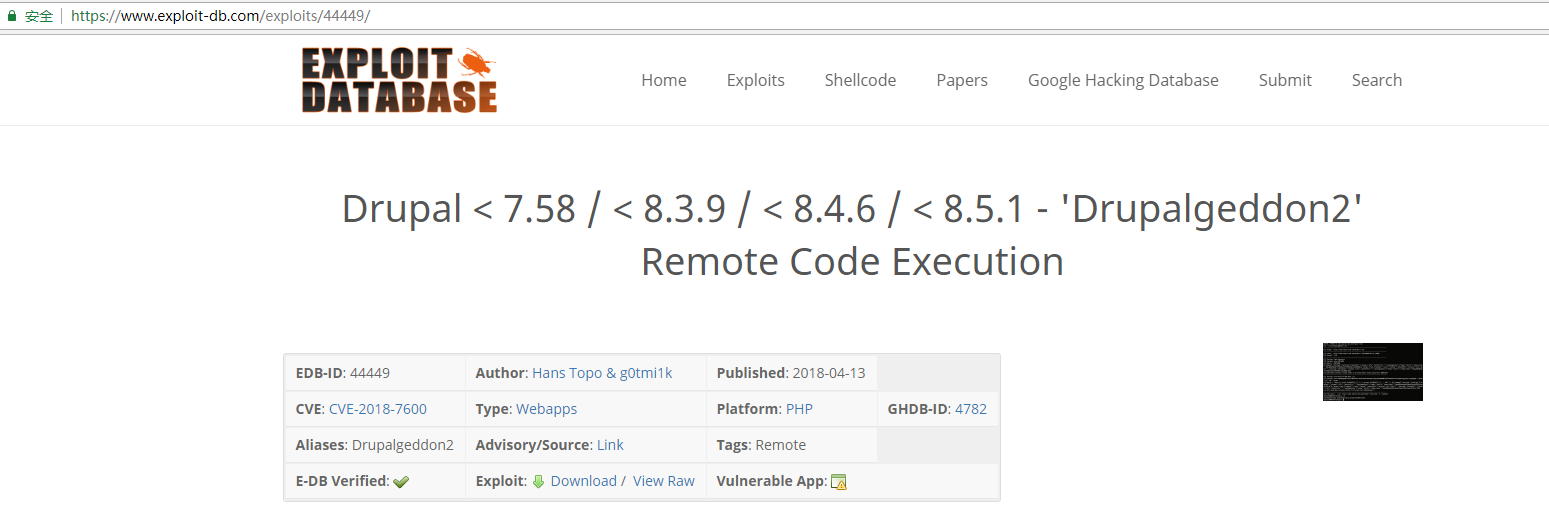 安全 https://www.exploit-db.com/exploits/44449/
EXPLOIT
DATABASE
Home Exploits Shellcode Papers Google Hacking Database Submit Search
Drupal < 7.58 / < 8.3.9 / < 8.4.6 / < 8.5.1 - 'Drupalgeddon2'
Remote Code Execution
EDB-ID: 44449 Author: Hans Topo & g0tmi1k Published: 2018-04-13
CVE: CVE-2018-7600 Type: Webapps Platform: PHP GHDB-ID: 4782
Aliases: Drupalgeddon2 Advisory/Source: Link Tags: Remote
E-DB Verified: Exploit: Download / View Raw Vulnerable App: